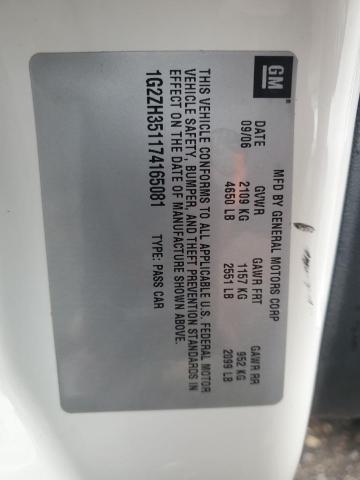 GM
MFD BY GENERAL MOTORS CORP
DATE GVWR GAWR FRT GAWR RR
09/06 2109 KG 1157 KG 952 KG
4650 LB 2551 LB 2099 LB
THIS VEHICLE CONFORMS TO ALL APPLICABLE U.S. FEDERAL MOTOR
VEHICLE SAFETY, BUMPER, AND THEFT PREVENTION STANDARDS IN
EFFECT ON THE DATE OF MANUFACTURE SHOWN ABOVE.
1G2ZH351174165081 TYPE: PASS CAR